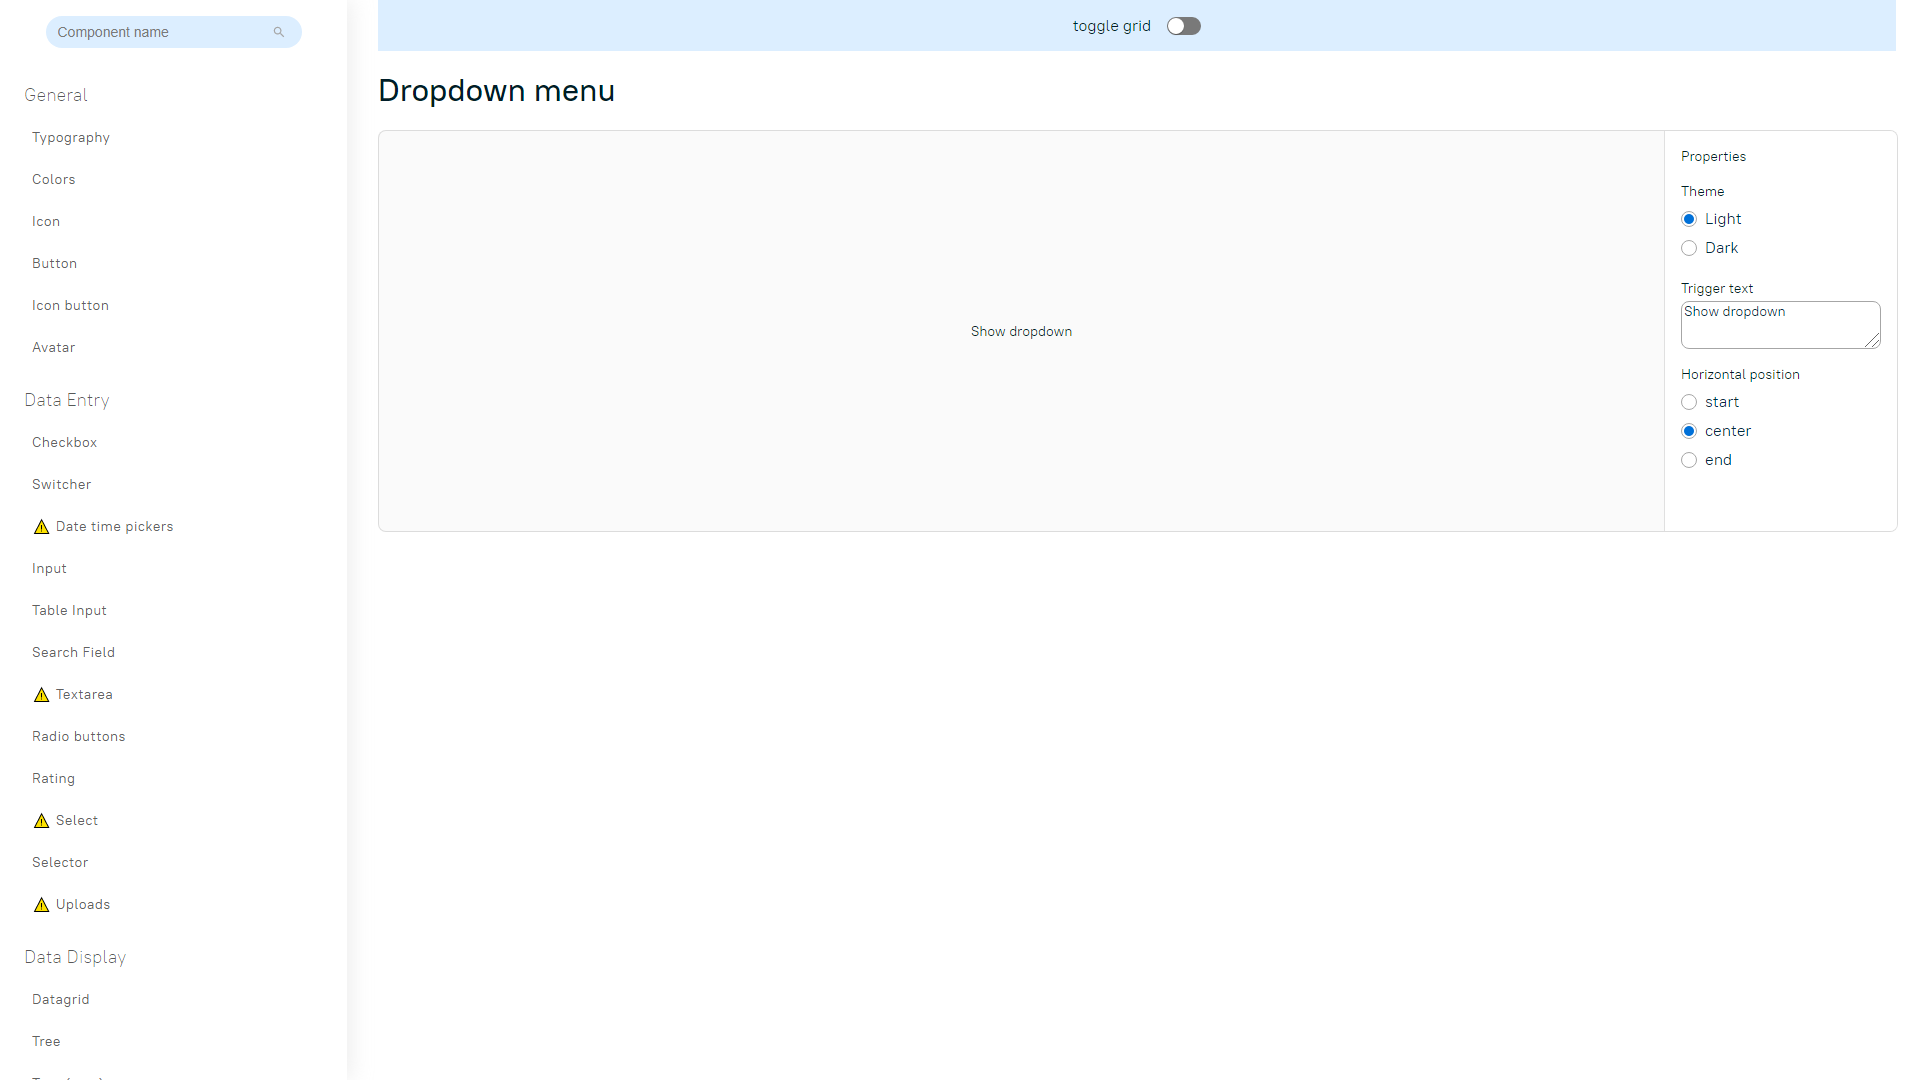 Component name
General
Typography
Colors
Icon
Button
Icon button
Avatar
Data Entry
Checkbox
Switcher
Date time pickers
Input
Table Input
Search Field
Textarea
Radio buttons
Rating
Select
Selector
Uploads
Data Display
Datagrid
Tree
toggle grid
Dropdown menu
Show dropdown
Properties
Theme
Light
Dark
Trigger text
Show dropdown
Horizontal position
start
center
end